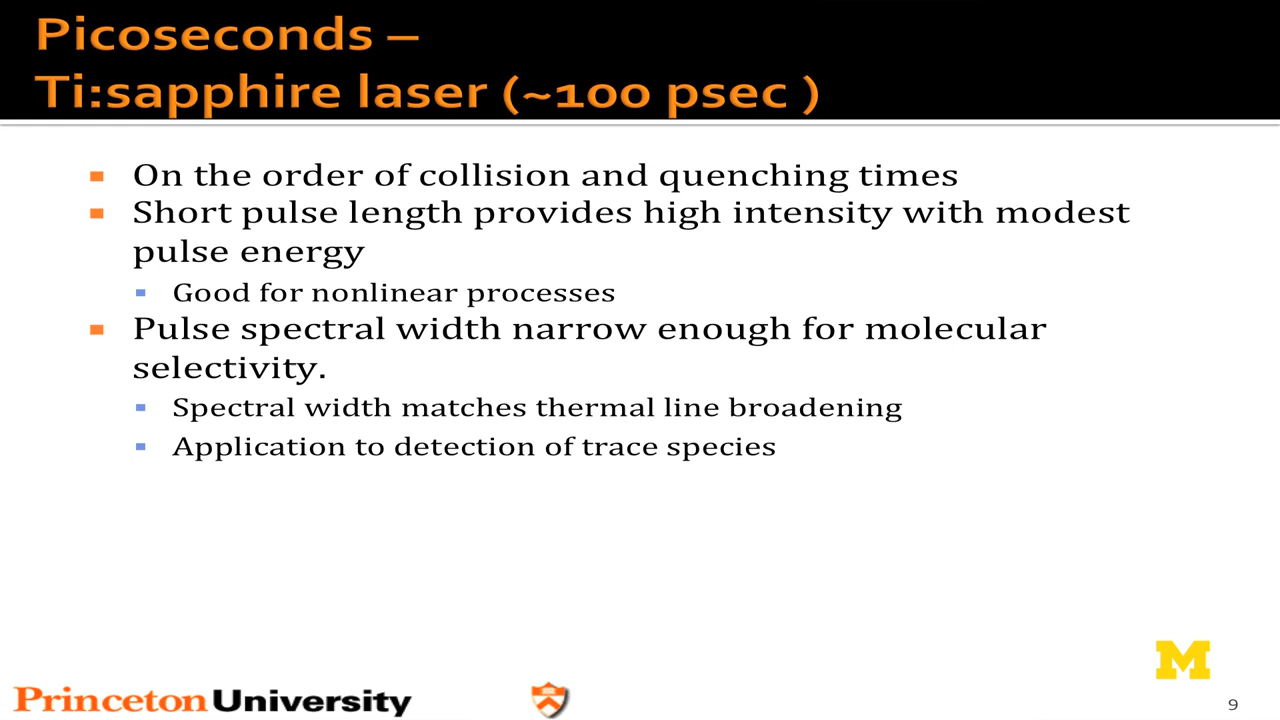 Picoseconds –
Ti:sapphire laser (~100 psec )
On the order of collision and quenching times
Short pulse length provides high intensity with modest
pulse energy
Good for nonlinear processes
Pulse spectral width narrow enough for molecular
selectivity.
Spectral width matches thermal line broadening
Application to detection of trace species
M
Princeton University
9